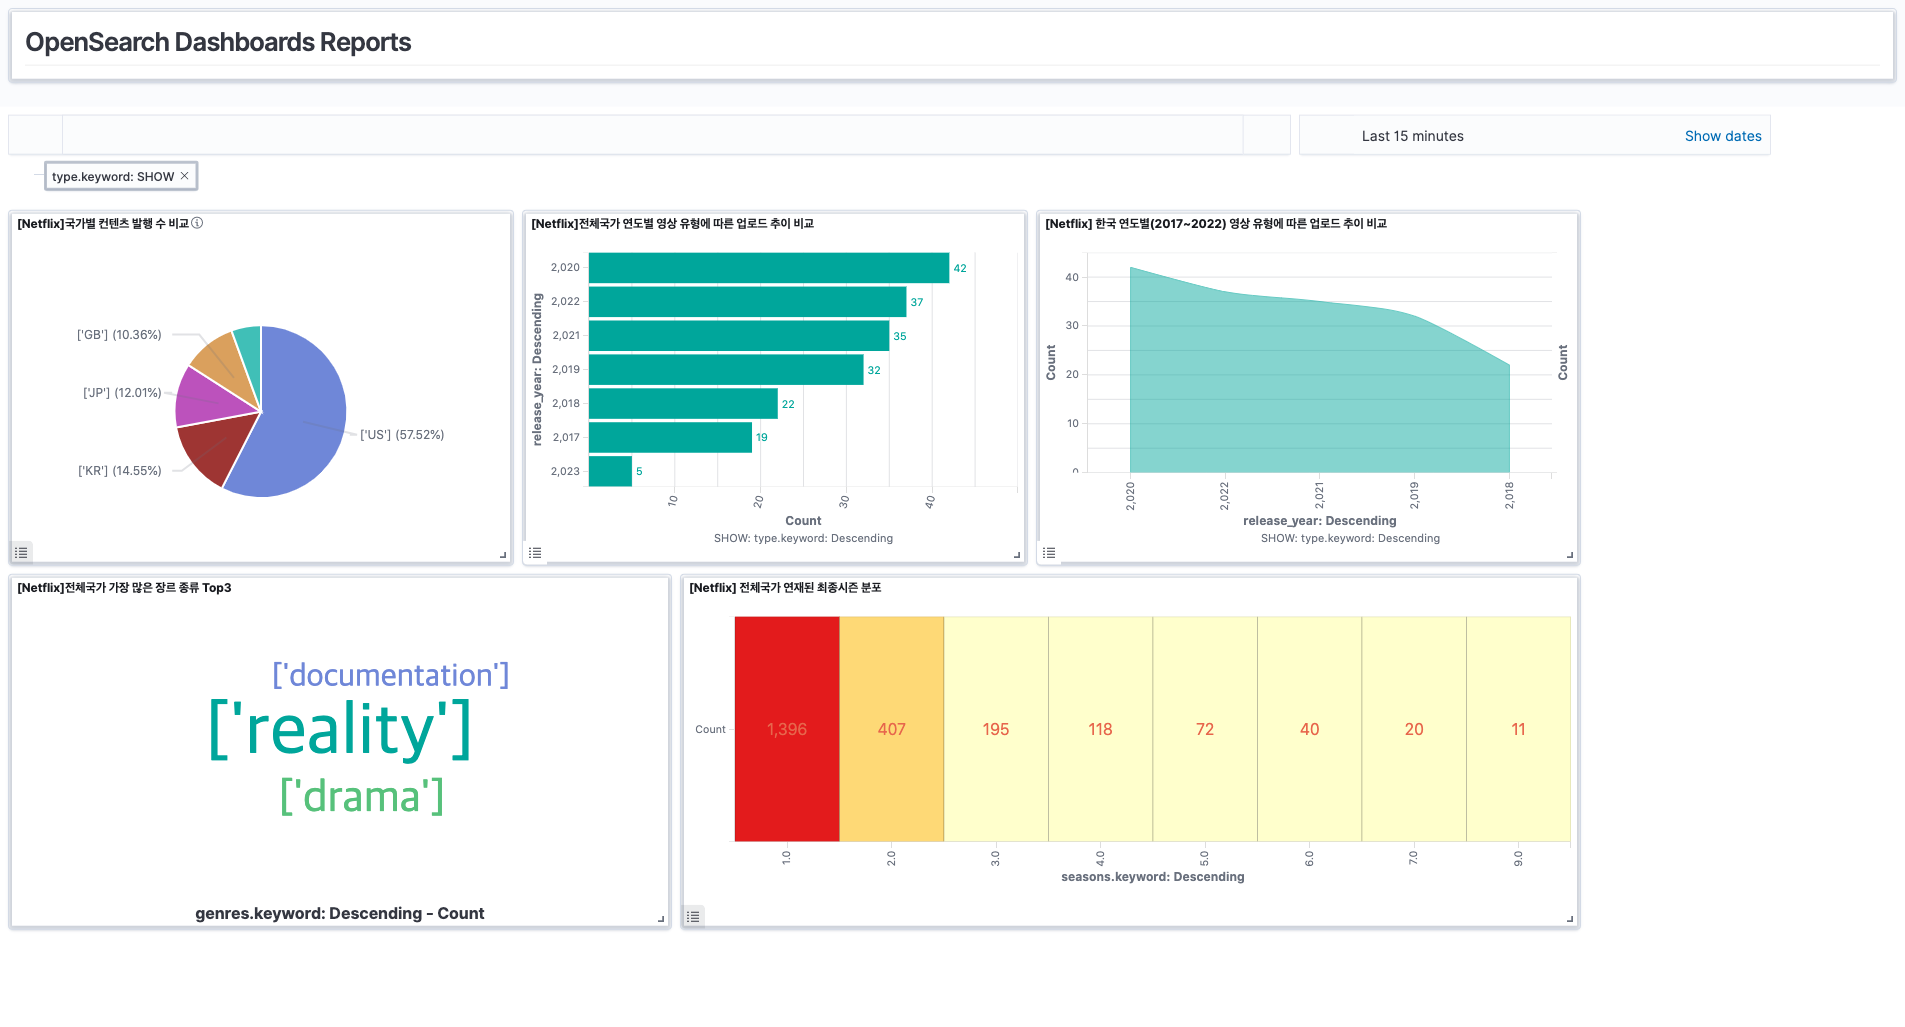 OpenSearch Dashboards Reports
Last 15 minutes
Show dates
type.keyword: SHOW
[Netflix]국가별 컨텐츠 발행 수 비교
['GB'] (10.36%)
['JP'] (12.01%)
['KR'] (14.55%)
['US'] (57.52%)
[Netflix]전체국가 연도별 영상 유형에 따른 업로드 추이 비교
release_year: Descending
2,020
42
2,022
37
2,021
35
2,019
32
2,018
22
2,017
19
2,023
5
10
20
30
40
Count
SHOW: type.keyword: Descending
[Netflix] 한국 연도별(2017~2022) 영상 유형에 따른 업로드 추이 비교
Count
40
30
20
10
0
Count
2,020
2,022
2,021
2,019
2,018
release_year: Descending
SHOW: type.keyword: Descending
[Netflix]전체국가 가장 많은 장르 종류 Top3
['documentation']
['reality']
['drama']
genres.keyword: Descending - Count
[Netflix] 전체국가 연재된 최종시즌 분포
Count
1,396
407
195
118
72
40
20
11
1.0
2.0
3.0
4.0
5.0
6.0
7.0
9.0
seasons.keyword: Descending